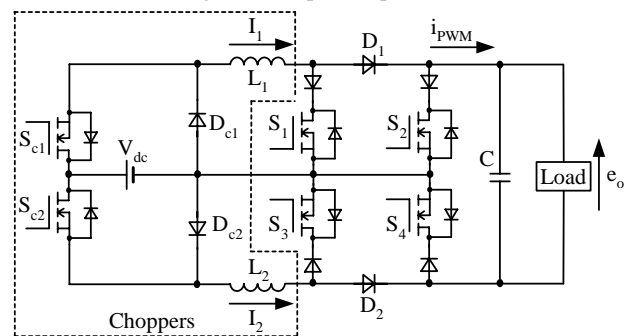 I1
D1
iPWM
L1
Sc1
Dc1
S1
S2
Vdc
C
Load
eo
Sc2
Dc2
S3
S4
L2
I2
D2
Choppers